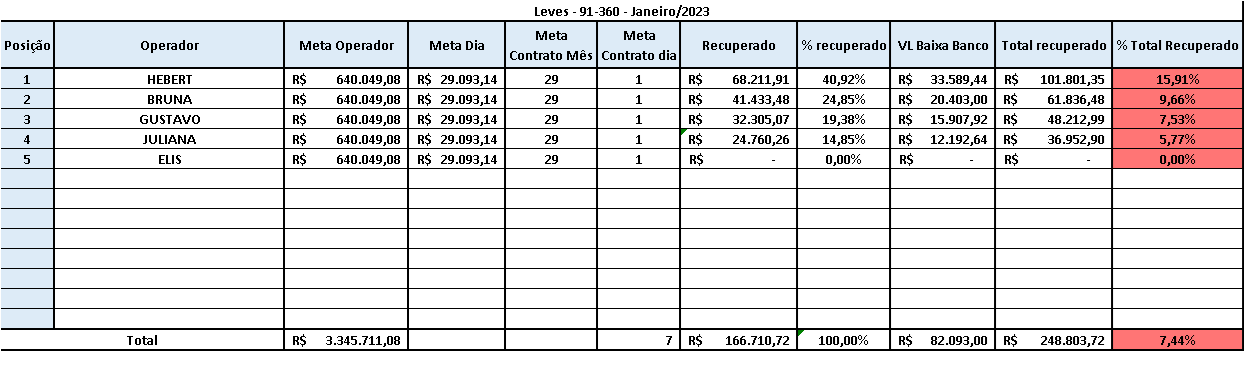 Leves - 91-360 - Janeiro/2023
Posição Operador Meta Operador Meta Dia Meta Contrato Mês Meta Contrato dia Recuperado % recuperado VL Baixa Banco Total recuperado % Total Recuperado
1 HEBERT R$ 640.049,08 R$ 29.093,14 29 1 R$ 68.211,91 40,92% R$ 33.589,44 R$ 101.801,35 15,91%
2 BRUNA R$ 640.049,08 R$ 29.093,14 29 1 R$ 41.433,48 24,85% R$ 20.403,00 R$ 61.836,48 9,66%
3 GUSTAVO R$ 640.049,08 R$ 29.093,14 29 1 R$ 32.305,07 19,38% R$ 15.907,92 R$ 48.212,99 7,53%
4 JULIANA R$ 640.049,08 R$ 29.093,14 29 1 R$ 24.760,26 14,85% R$ 12.192,64 R$ 36.952,90 5,77%
5 ELIS R$ 640.049,08 R$ 29.093,14 29 1 R$ - 0,00% R$ - R$ - 0,00%
Total R$ 3.345.711,08 7 R$ 166.710,72 100,00% R$ 82.093,00 R$ 248.803,72 7,44%